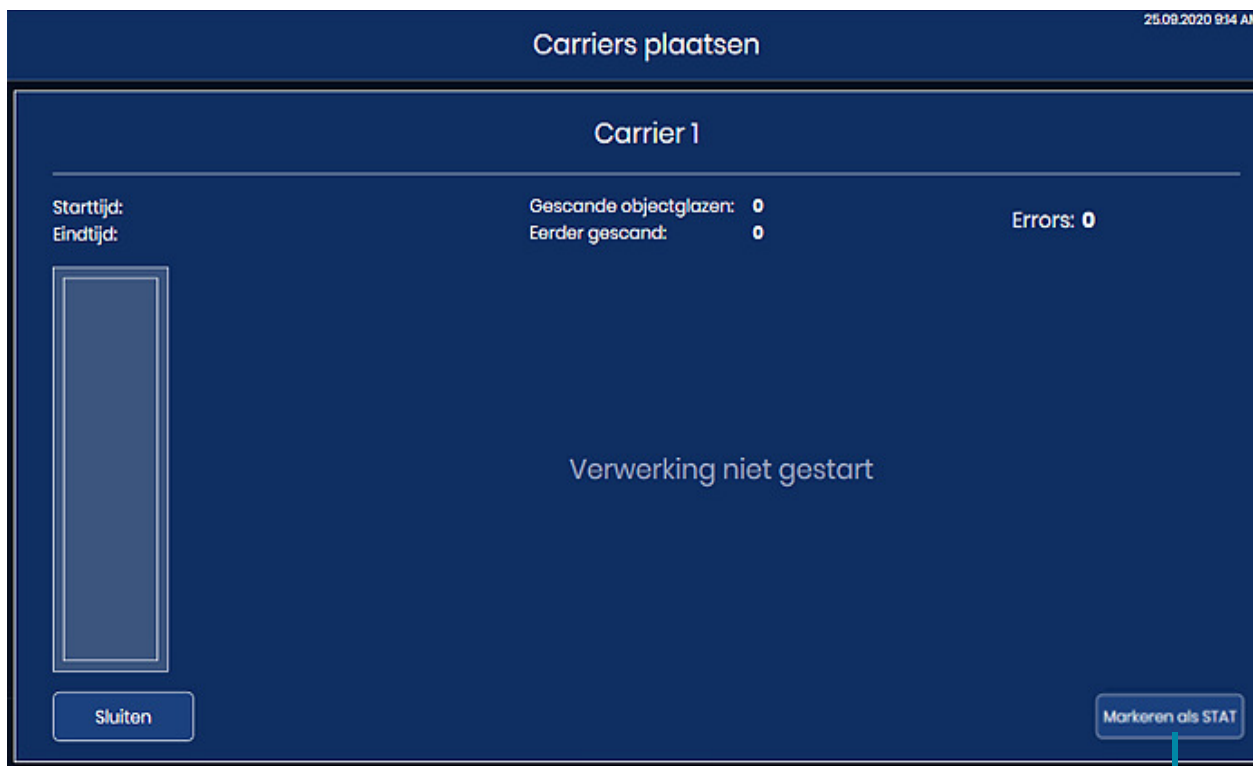 25.09.2020 9:14 AM
Carriers plaatsen
Carrier 1
Starttijd:
Eindtijd:
Gescande objectglazen: 0
Eerder gescand: 0
Errors: 0
Verwerking niet gestart
Sluiten
Markeren als STAT